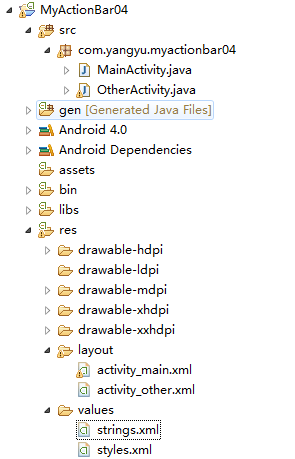 MyActionBar04
src
com.yangyu.myactionbar04
MainActivity.java
OtherActivity.java
gen [Generated Java Files]
Android 4.0
Android Dependencies
assets
bin
libs
res
drawable-hdpi
drawable-ldpi
drawable-mdpi
drawable-xhdpi
drawable-xxhdpi
layout
activity_main.xml
activity_other.xml
values
strings.xml
styles.xml